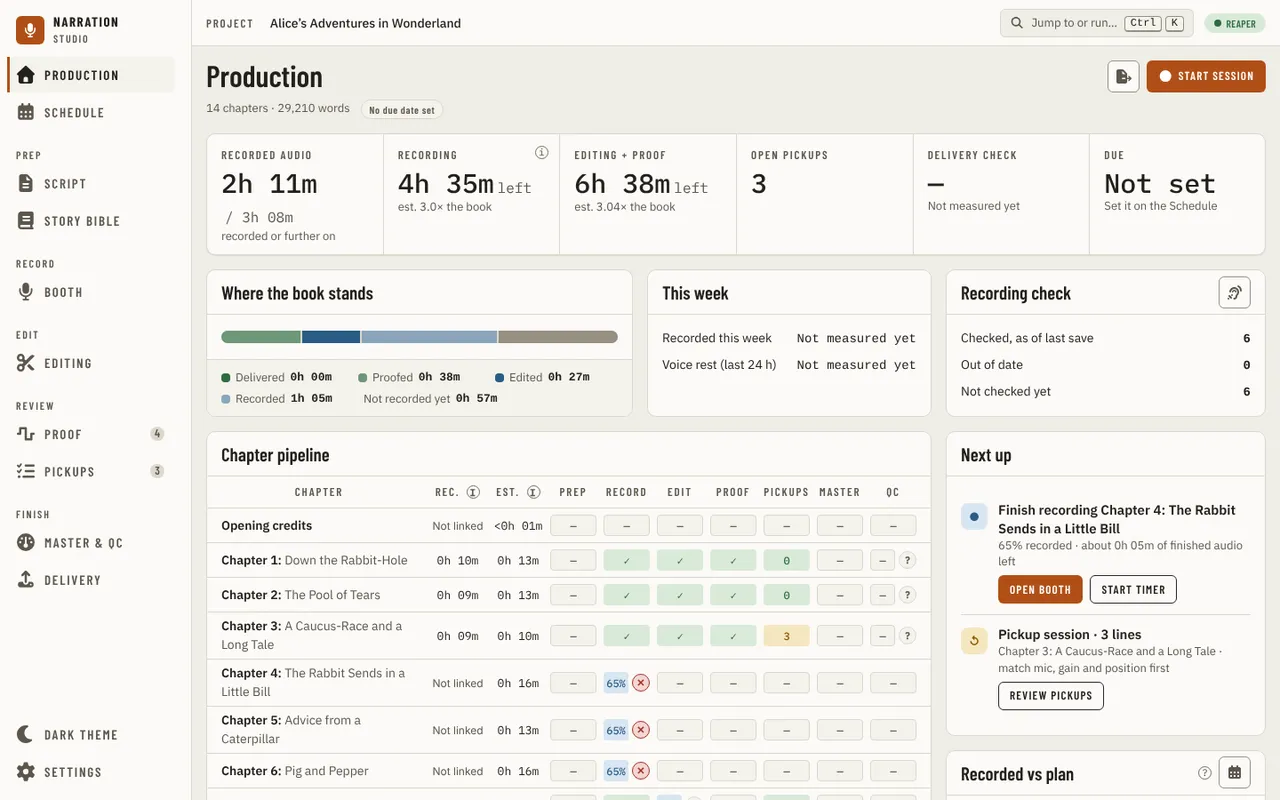 NARRATION
STUDIO
PRODUCTION
SCHEDULE
PREP
SCRIPT
STORY BIBLE
RECORD
BOOTH
EDIT
EDITING
REVIEW
PROOF 4
PICKUPS 3
FINISH
MASTER & QC
DELIVERY
DARK THEME
SETTINGS
PROJECT Alice's Adventures in Wonderland
Jump to or run... Ctrl K
REAPER
Production
14 chapters · 29,210 words No due date set
START SESSION
RECORDED AUDIO
2h 11m
/ 3h 08m
recorded or further on
RECORDING
4h 35m left
est. 3.0× the book
EDITING + PROOF
6h 38m left
est. 3.04× the book
OPEN PICKUPS
3
DELIVERY CHECK
—
Not measured yet
DUE
Not set
Set it on the Schedule
Where the book stands
Delivered 0h 00m Proofed 0h 38m Edited 0h 27m
Recorded 1h 05m Not recorded yet 0h 57m
This week
Recorded this week Not measured yet
Voice rest (last 24 h) Not measured yet
Recording check
Checked, as of last save 6
Out of date 0
Not checked yet 6
Chapter pipeline
CHAPTER REC. EST. PREP RECORD EDIT PROOF PICKUPS MASTER QC
Opening credits Not linked <0h 01m — — — — — — —
Chapter 1: Down the Rabbit-Hole 0h 10m 0h 13m — ✓ ✓ ✓ 0 — — ?
Chapter 2: The Pool of Tears 0h 09m 0h 13m — ✓ ✓ ✓ 0 — — ?
Chapter 3: A Caucus-Race and a
Long Tale 0h 09m 0h 10m — ✓ ✓ ✓ 3 — — ?
Chapter 4: The Rabbit Sends in a
Little Bill Not linked 0h 16m — 65% — — — — —
Chapter 5: Advice from a
Caterpillar Not linked 0h 13m — 65% — — — — —
Chapter 6: Pig and Pepper Not linked 0h 16m — 65% — — — — —
Next up
Finish recording Chapter 4: The Rabbit
Sends in a Little Bill
65% recorded · about 0h 05m of finished audio
left
OPEN BOOTH START TIMER
Pickup session · 3 lines
Chapter 3: A Caucus-Race and a Long Tale ·
match mic, gain and position first
REVIEW PICKUPS
Recorded vs plan ?